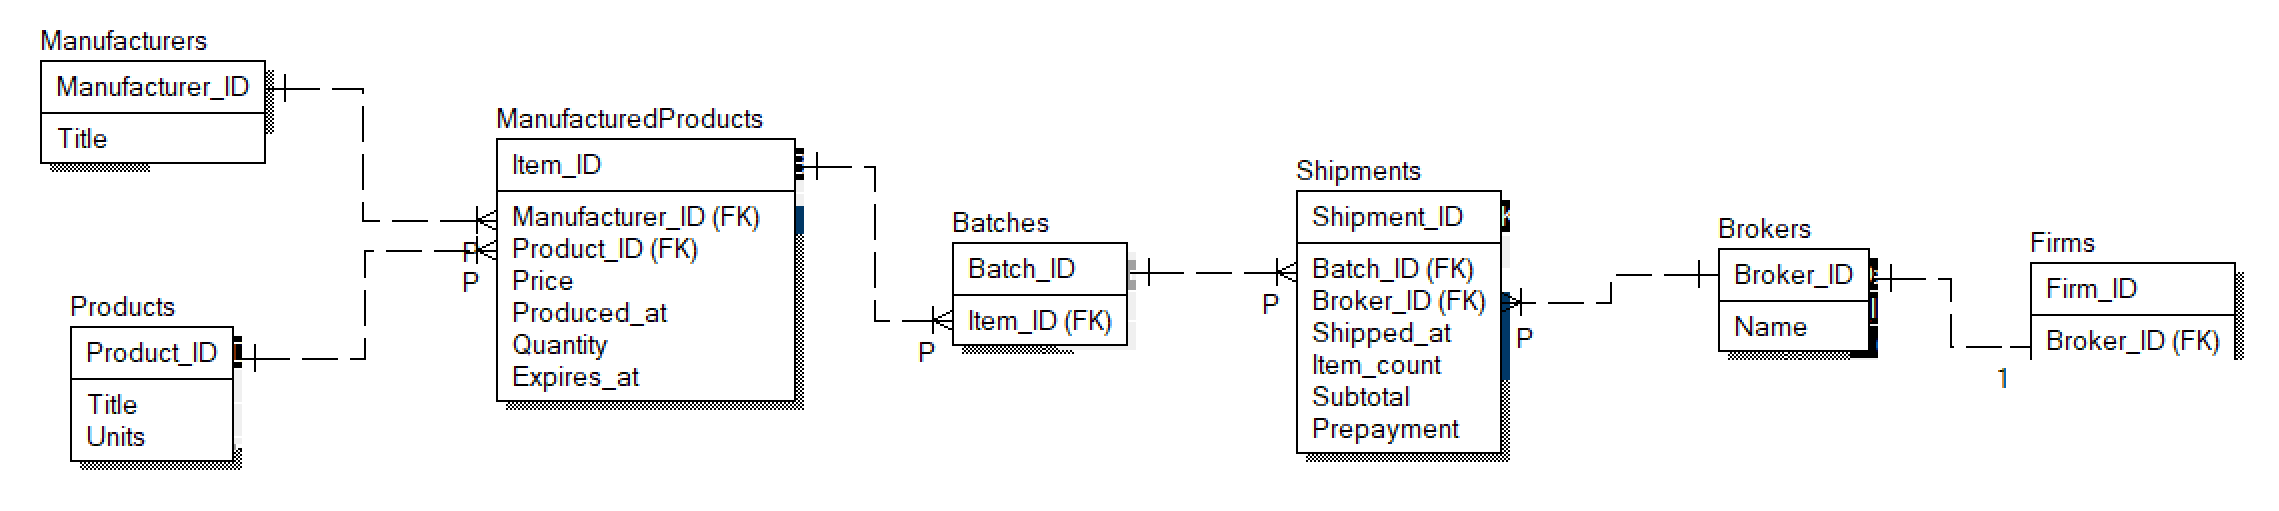 Manufacturers
Manufacturer_ID
Title
Products
Product_ID
Title
Units
ManufacturedProducts
Item_ID
Manufacturer_ID (FK)
Product_ID (FK)
Price
Produced_at
Quantity
Expires_at
P
P
Batches
Batch_ID
Item_ID (FK)
P
Shipments
Shipment_ID
Batch_ID (FK)
Broker_ID (FK)
Shipped_at
Item_count
Subtotal
Prepayment
P
P
Brokers
Broker_ID
Name
Firms
Firm_ID
Broker_ID (FK)
1